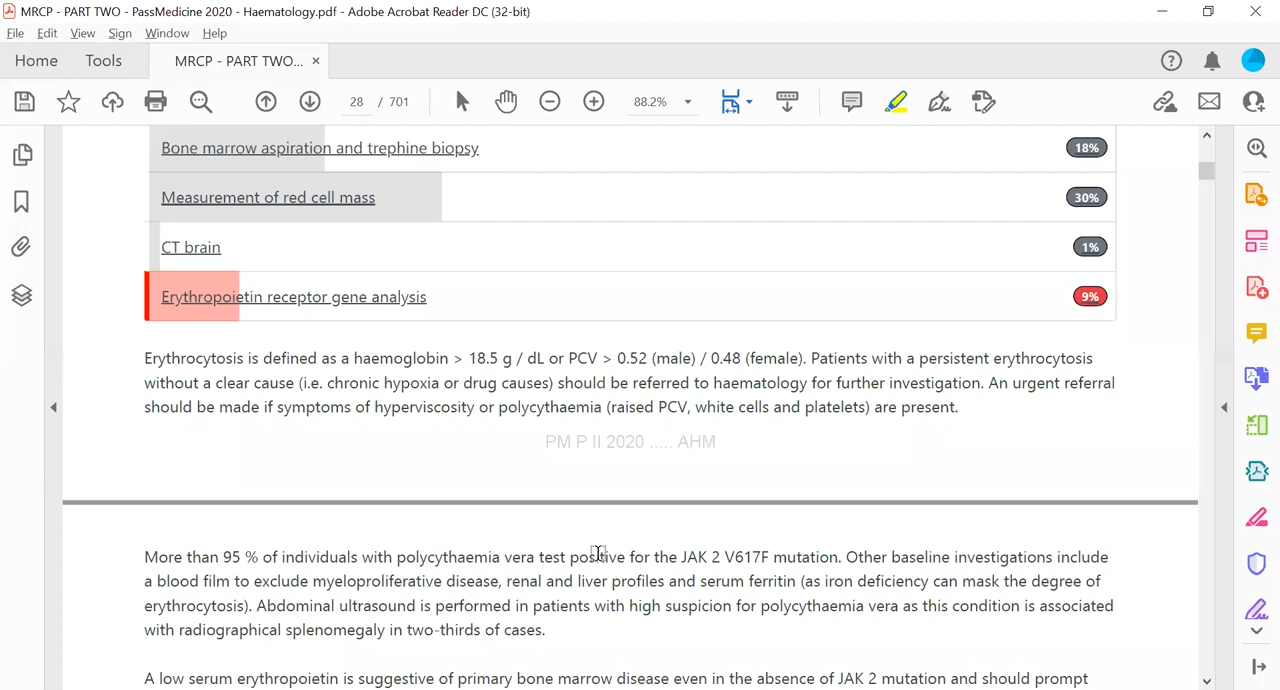 MRCP - PART TWO - PassMedicine 2020 - Haematology.pdf - Adobe Acrobat Reader DC (32-bit)
File Edit View Sign Window Help
Home Tools MRCP - PART TWO... ×
28 / 701 88.2%
Bone marrow aspiration and trephine biopsy 18%
Measurement of red cell mass 30%
CT brain 1%
Erythropoietin receptor gene analysis 9%
Erythrocytosis is defined as a haemoglobin > 18.5 g / dL or PCV > 0.52 (male) / 0.48 (female). Patients with a persistent erythrocytosis
without a clear cause (i.e. chronic hypoxia or drug causes) should be referred to haematology for further investigation. An urgent referral
should be made if symptoms of hyperviscosity or polycythaemia (raised PCV, white cells and platelets) are present.
PM P II 2020 ..... AHM
More than 95 % of individuals with polycythaemia vera test positive for the JAK 2 V617F mutation. Other baseline investigations include
a blood film to exclude myeloproliferative disease, renal and liver profiles and serum ferritin (as iron deficiency can mask the degree of
erythrocytosis). Abdominal ultrasound is performed in patients with high suspicion for polycythaemia vera as this condition is associated
with radiographical splenomegaly in two-thirds of cases.
A low serum erythropoietin is suggestive of primary bone marrow disease even in the absence of JAK 2 mutation and should prompt